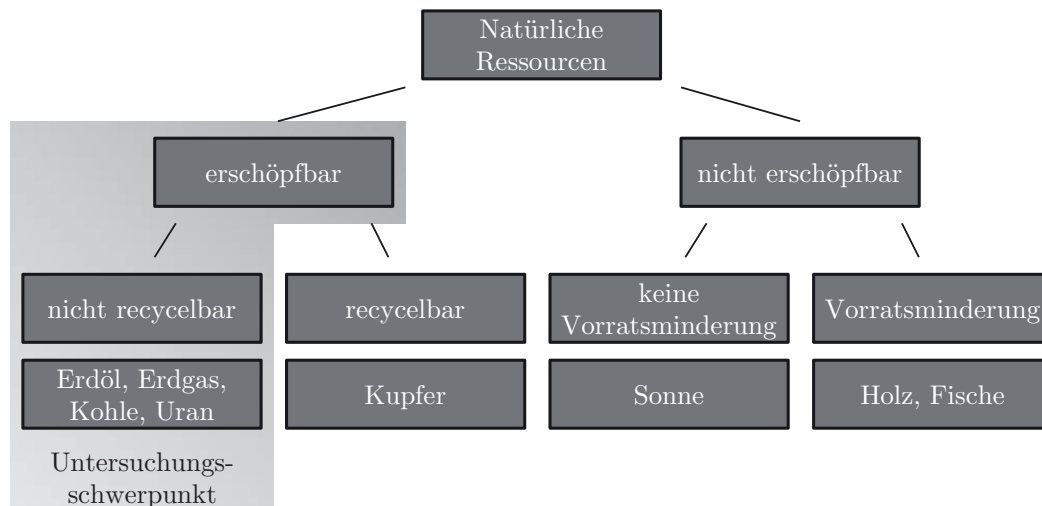 Natürliche
Ressourcen
erschöpfbar
nicht erschöpfbar
nicht recycelbar
recycelbar
keine
Vorratsminderung
Vorratsminderung
Erdöl, Erdgas,
Kohle, Uran
Kupfer
Sonne
Holz, Fische
Untersuchungs-
schwerpunkt